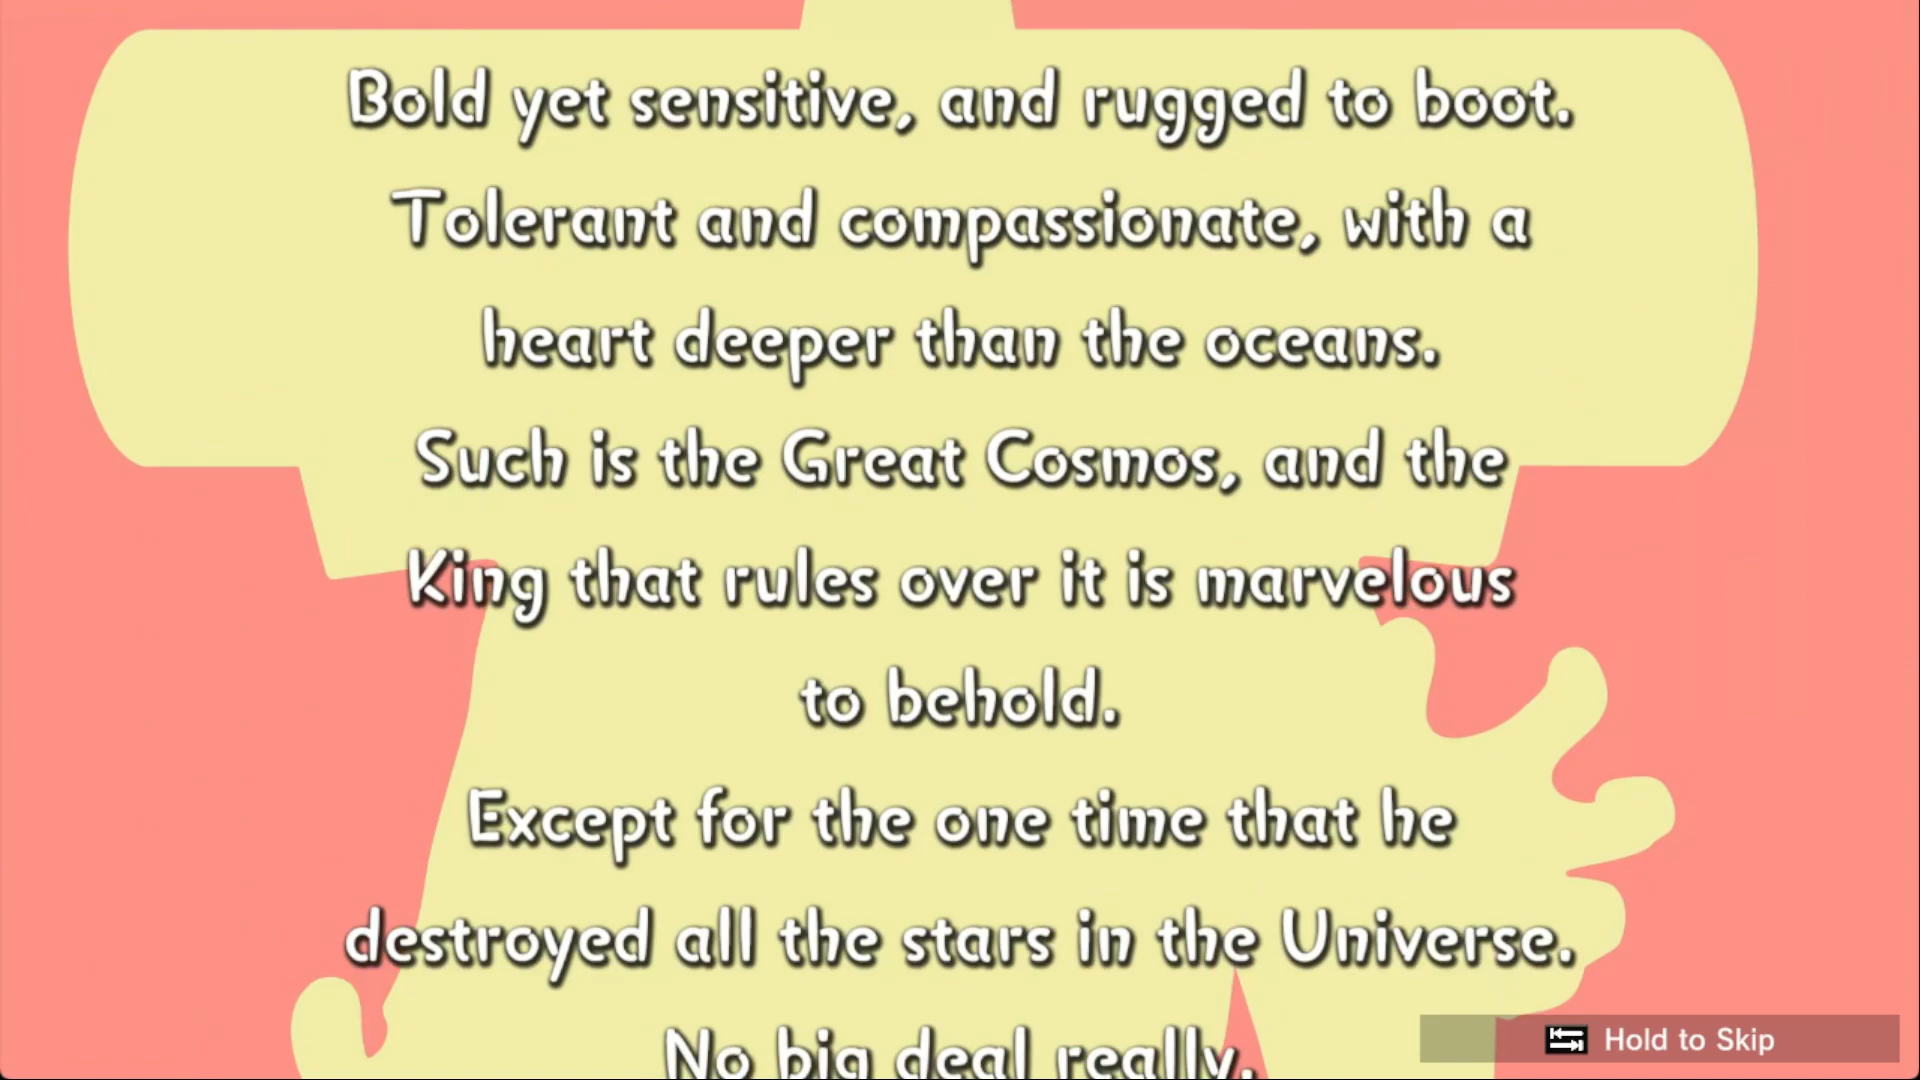 Bold yet sensitive, and rugged to boot.
Tolerant and compassionate, with a
heart deeper than the oceans.
Such is the Great Cosmos, and the
King that rules over it is marvelous
to behold.
Except for the one time that he
destroyed all the stars in the Universe.
No big deal really.
Hold to Skip